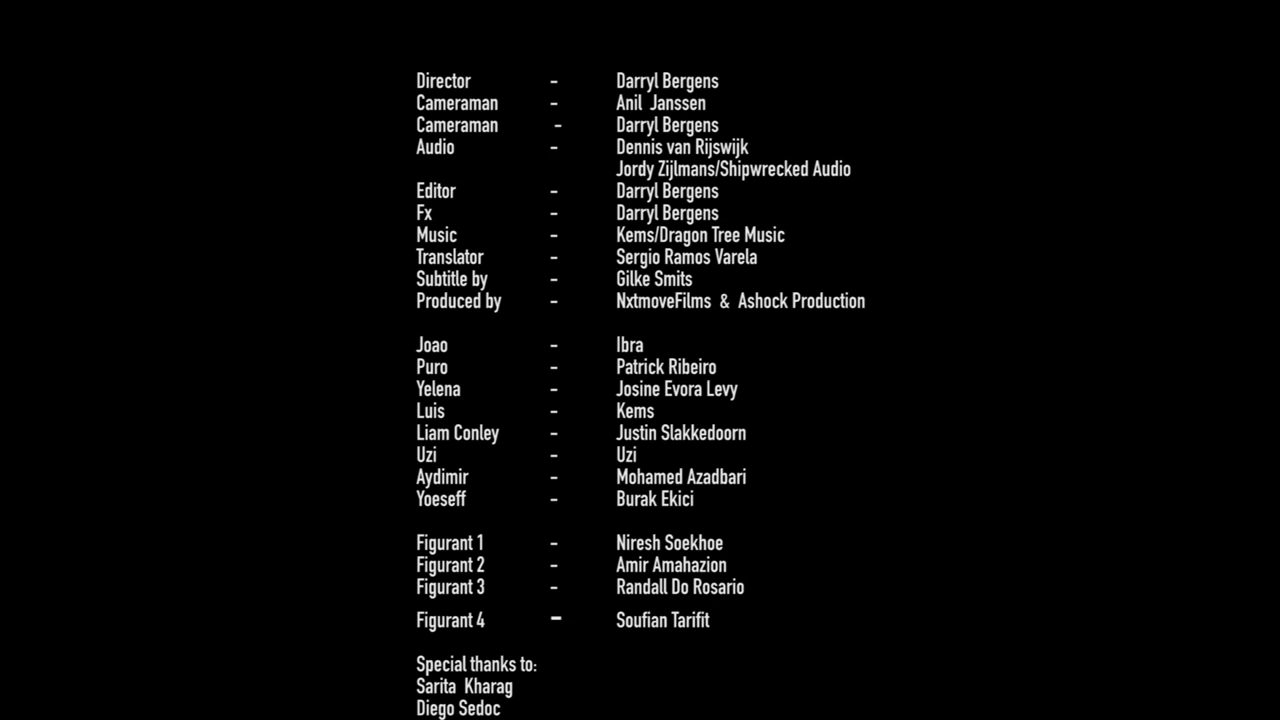 Director - Darryl Bergens
Cameraman - Anil Janssen
Cameraman - Darryl Bergens
Audio - Dennis van Rijswijk
Jordy Zijlmans/Shipwrecked Audio
Editor - Darryl Bergens
Fx - Darryl Bergens
Music - Kems/Dragon Tree Music
Translator - Sergio Ramos Varela
Subtitle by - Gilke Smits
Produced by - NxtmoveFilms & Ashock Production
Joao - Ibra
Puro - Patrick Ribeiro
Yelena - Josine Evora Levy
Luis - Kems
Liam Conley - Justin Slakkedoorn
Uzi - Uzi
Aydimir - Mohamed Azadbari
Yoeseff - Burak Ekici
Figurant 1 - Niresh Soekhoe
Figurant 2 - Amir Amahazion
Figurant 3 - Randall Do Rosario
Figurant 4 - Soufian Tarifit
Special thanks to:
Sarita Kharag
Diego Sedoc